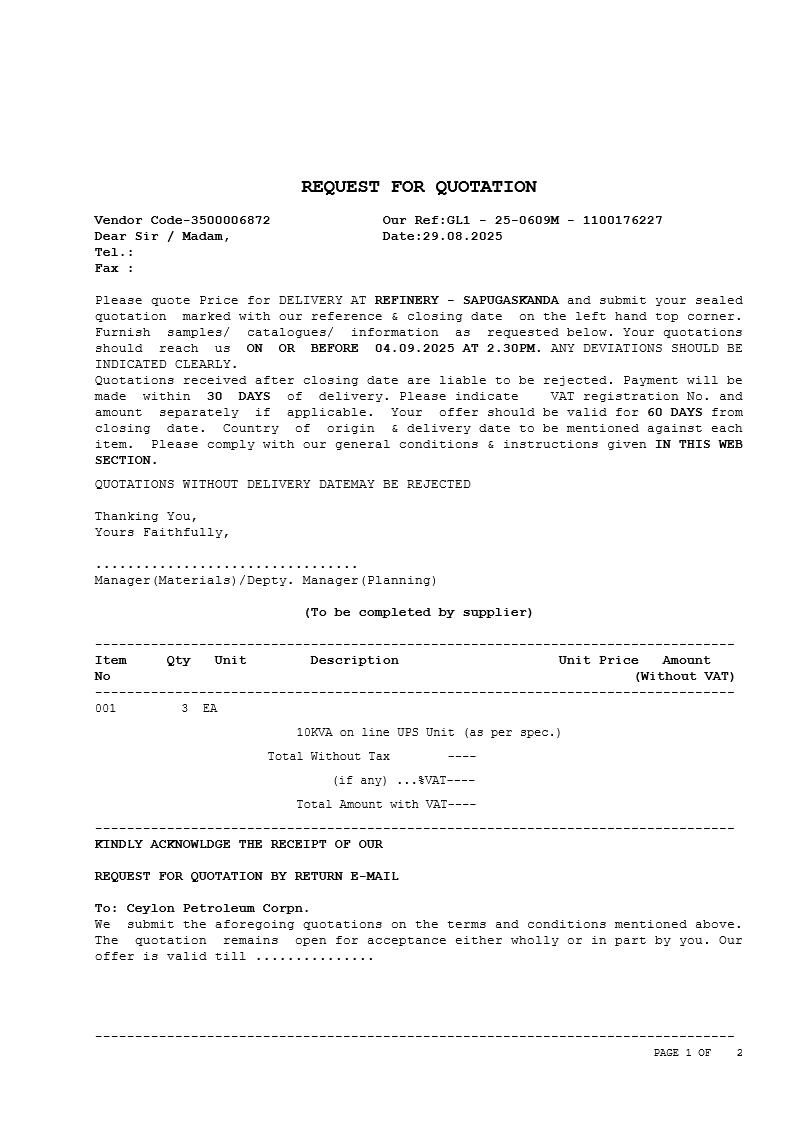 REQUEST FOR QUOTATION
Vendor Code-3500006872 Our Ref:GL1 - 25-0609M - 1100176227
Dear Sir / Madam, Date:29.08.2025
Tel.:
Fax :
Please quote Price for DELIVERY AT REFINERY - SAPUGASKANDA and submit your sealed
quotation marked with our reference & closing date on the left hand top corner.
Furnish samples/ catalogues/ information as requested below. Your quotations
should reach us ON OR BEFORE 04.09.2025 AT 2.30PM. ANY DEVIATIONS SHOULD BE
INDICATED CLEARLY.
Quotations received after closing date are liable to be rejected. Payment will be
made within 30 DAYS of delivery. Please indicate VAT registration No. and
amount separately if applicable. Your offer should be valid for 60 DAYS from
closing date. Country of origin & delivery date to be mentioned against each
item. Please comply with our general conditions & instructions given IN THIS WEB
SECTION.
QUOTATIONS WITHOUT DELIVERY DATEMAY BE REJECTED
Thanking You,
Yours Faithfully,
.................................
Manager(Materials)/Depty. Manager(Planning)
(To be completed by supplier)
--------------------------------------------------------------------------------
Item Qty Unit Description Unit Price Amount
No (Without VAT)
--------------------------------------------------------------------------------
001 3 EA
10KVA on line UPS Unit (as per spec.)
Total Without Tax ----
(if any) ...%VAT----
Total Amount with VAT----
--------------------------------------------------------------------------------
KINDLY ACKNOWLDGE THE RECEIPT OF OUR
REQUEST FOR QUOTATION BY RETURN E-MAIL
To: Ceylon Petroleum Corpn.
We submit the aforegoing quotations on the terms and conditions mentioned above.
The quotation remains open for acceptance either wholly or in part by you. Our
offer is valid till ...............
--------------------------------------------------------------------------------
PAGE 1 OF 2